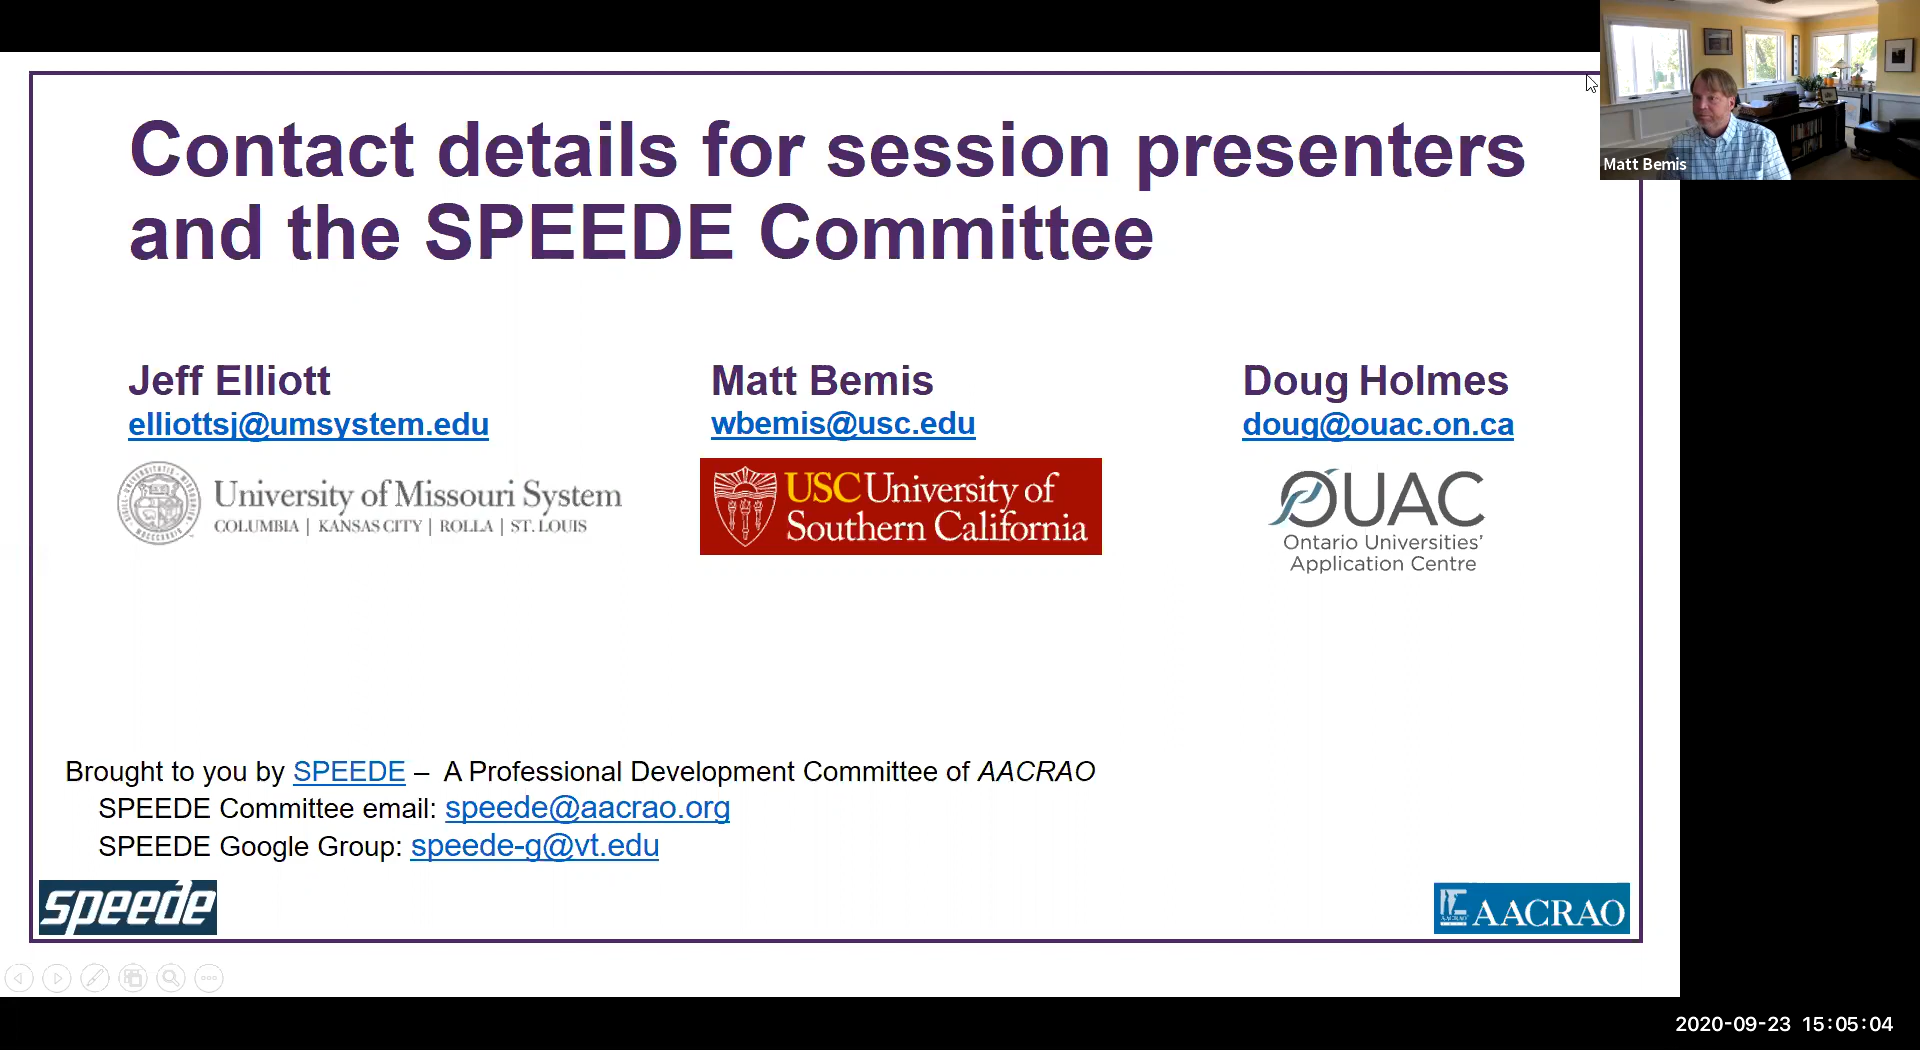 Contact details for session presenters
and the SPEEDE Committee
Matt Bemis
Jeff Elliott
elliottsj@umsystem.edu
University of Missouri System
COLUMBIA | KANSAS CITY | ROLLA | ST. LOUIS
Matt Bemis
wbemis@usc.edu
USC University of
Southern California
Doug Holmes
doug@ouac.on.ca
OUAC
Ontario Universities'
Application Centre
Brought to you by SPEEDE – A Professional Development Committee of AACRAO
SPEEDE Committee email: speede@aacrao.org
SPEEDE Google Group: speede-g@vt.edu
speede
AACRAO
2020-09-23 15:05:04